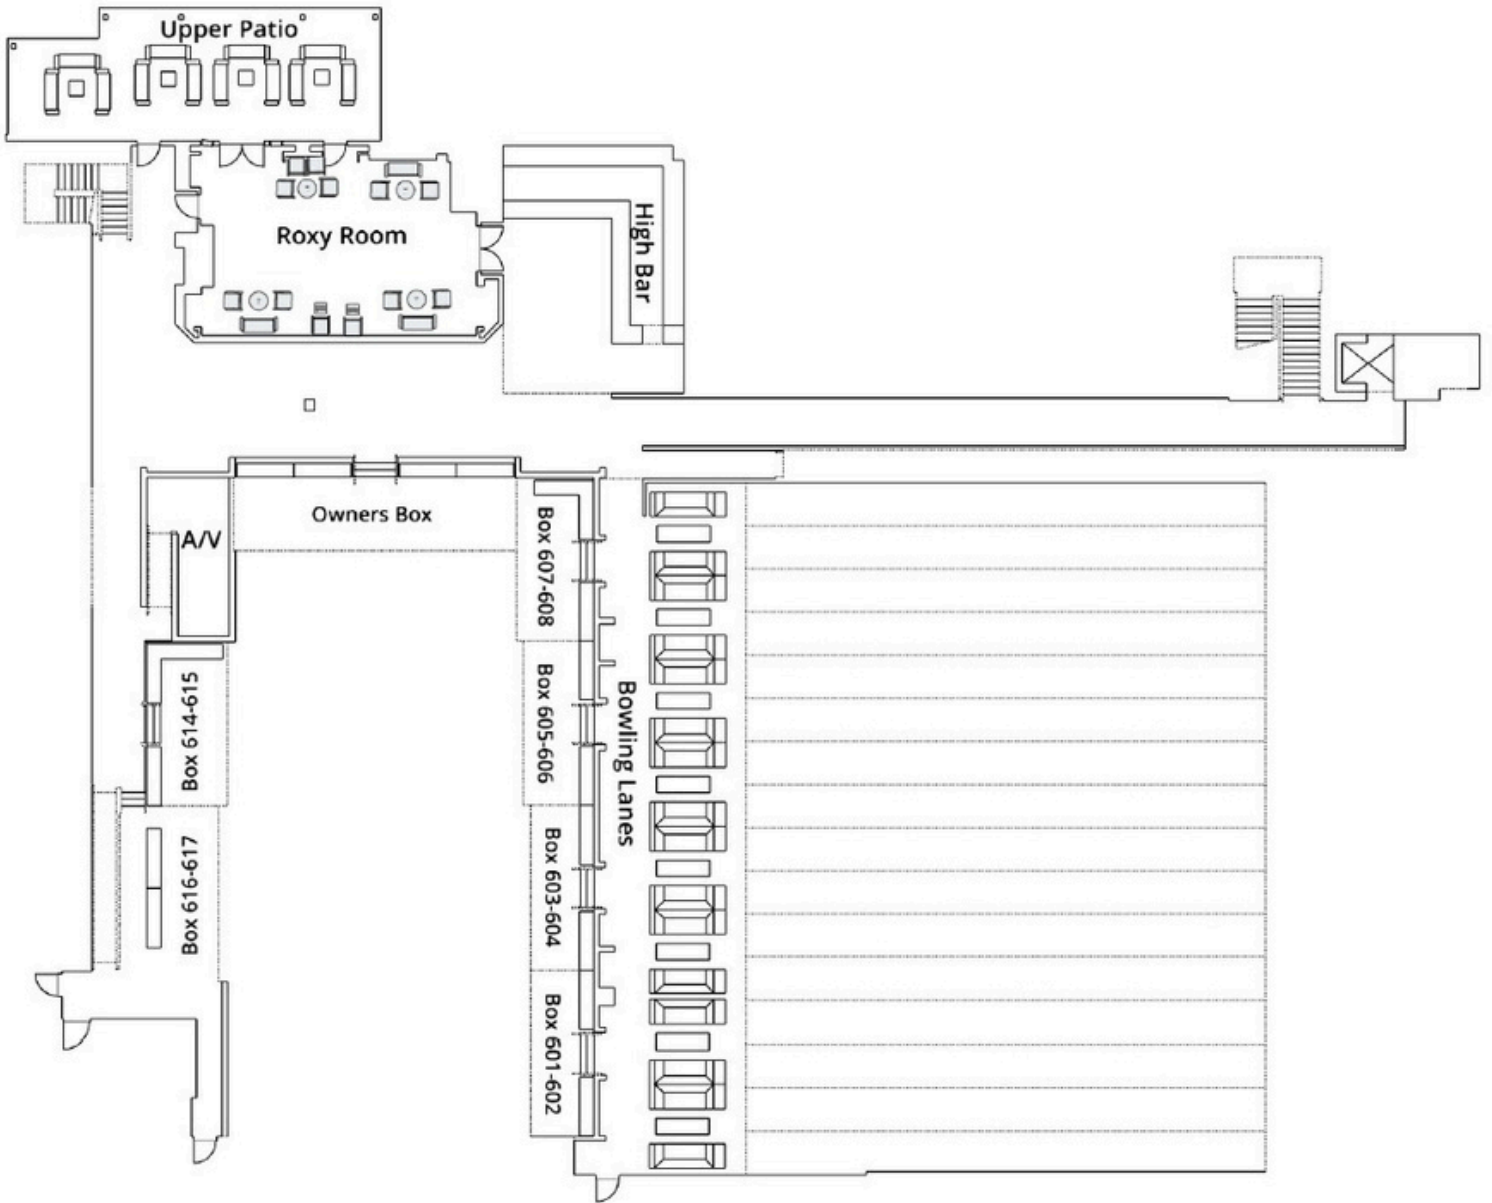 Upper Patio
Roxy Room
High Bar
Owners Box
A/V
Box 607-608
Box 614-615
Box 605-606
Bowling Lanes
Box 616-617
Box 603-604
Box 601-602